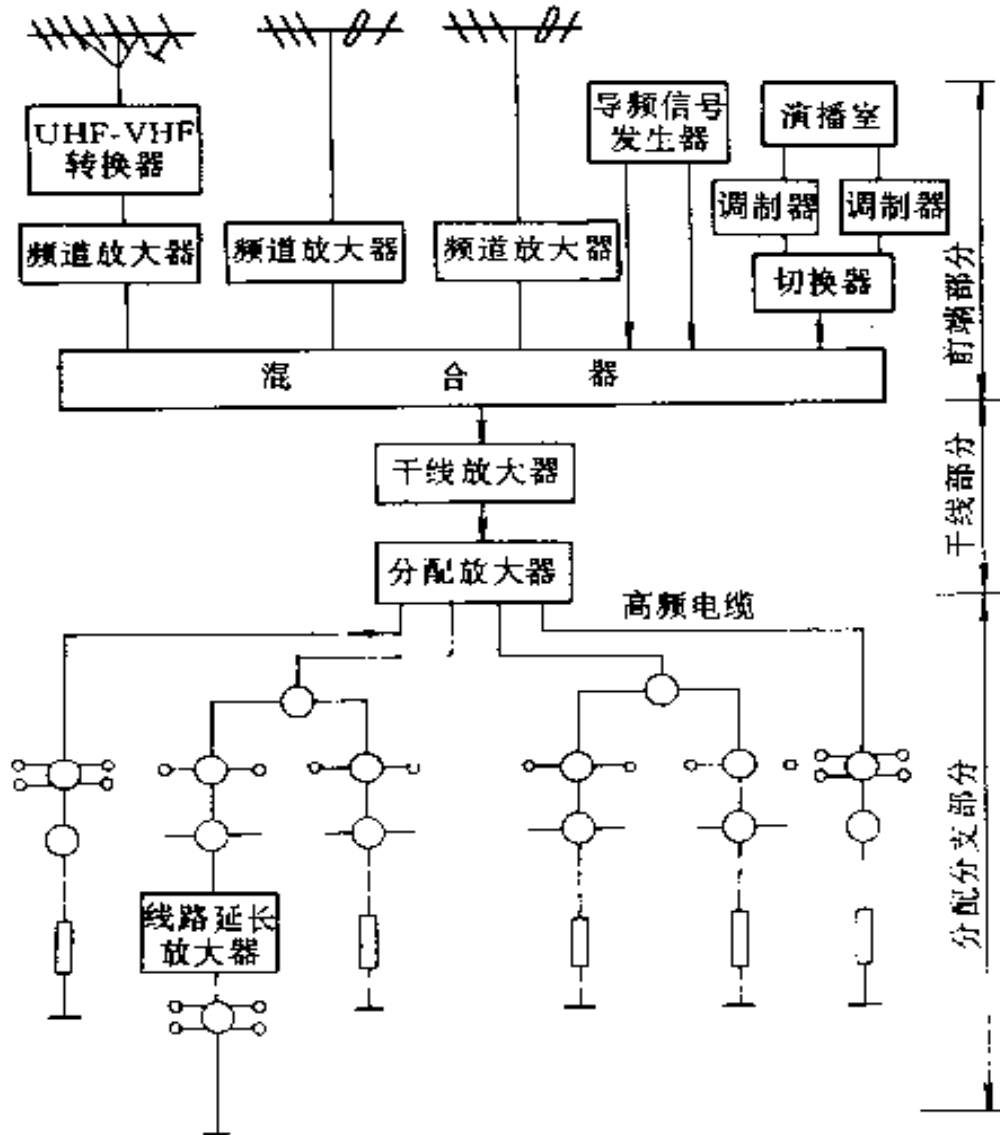 UHF-VHF
转换器
导频信号
发生器
演播室
调制器
调制器
频道放大器
频道放大器
频道放大器
切换器
混合器
前端部分
干线放大器
干线部分
分配放大器
高频电缆
分配分支部分
线路延长
放大器